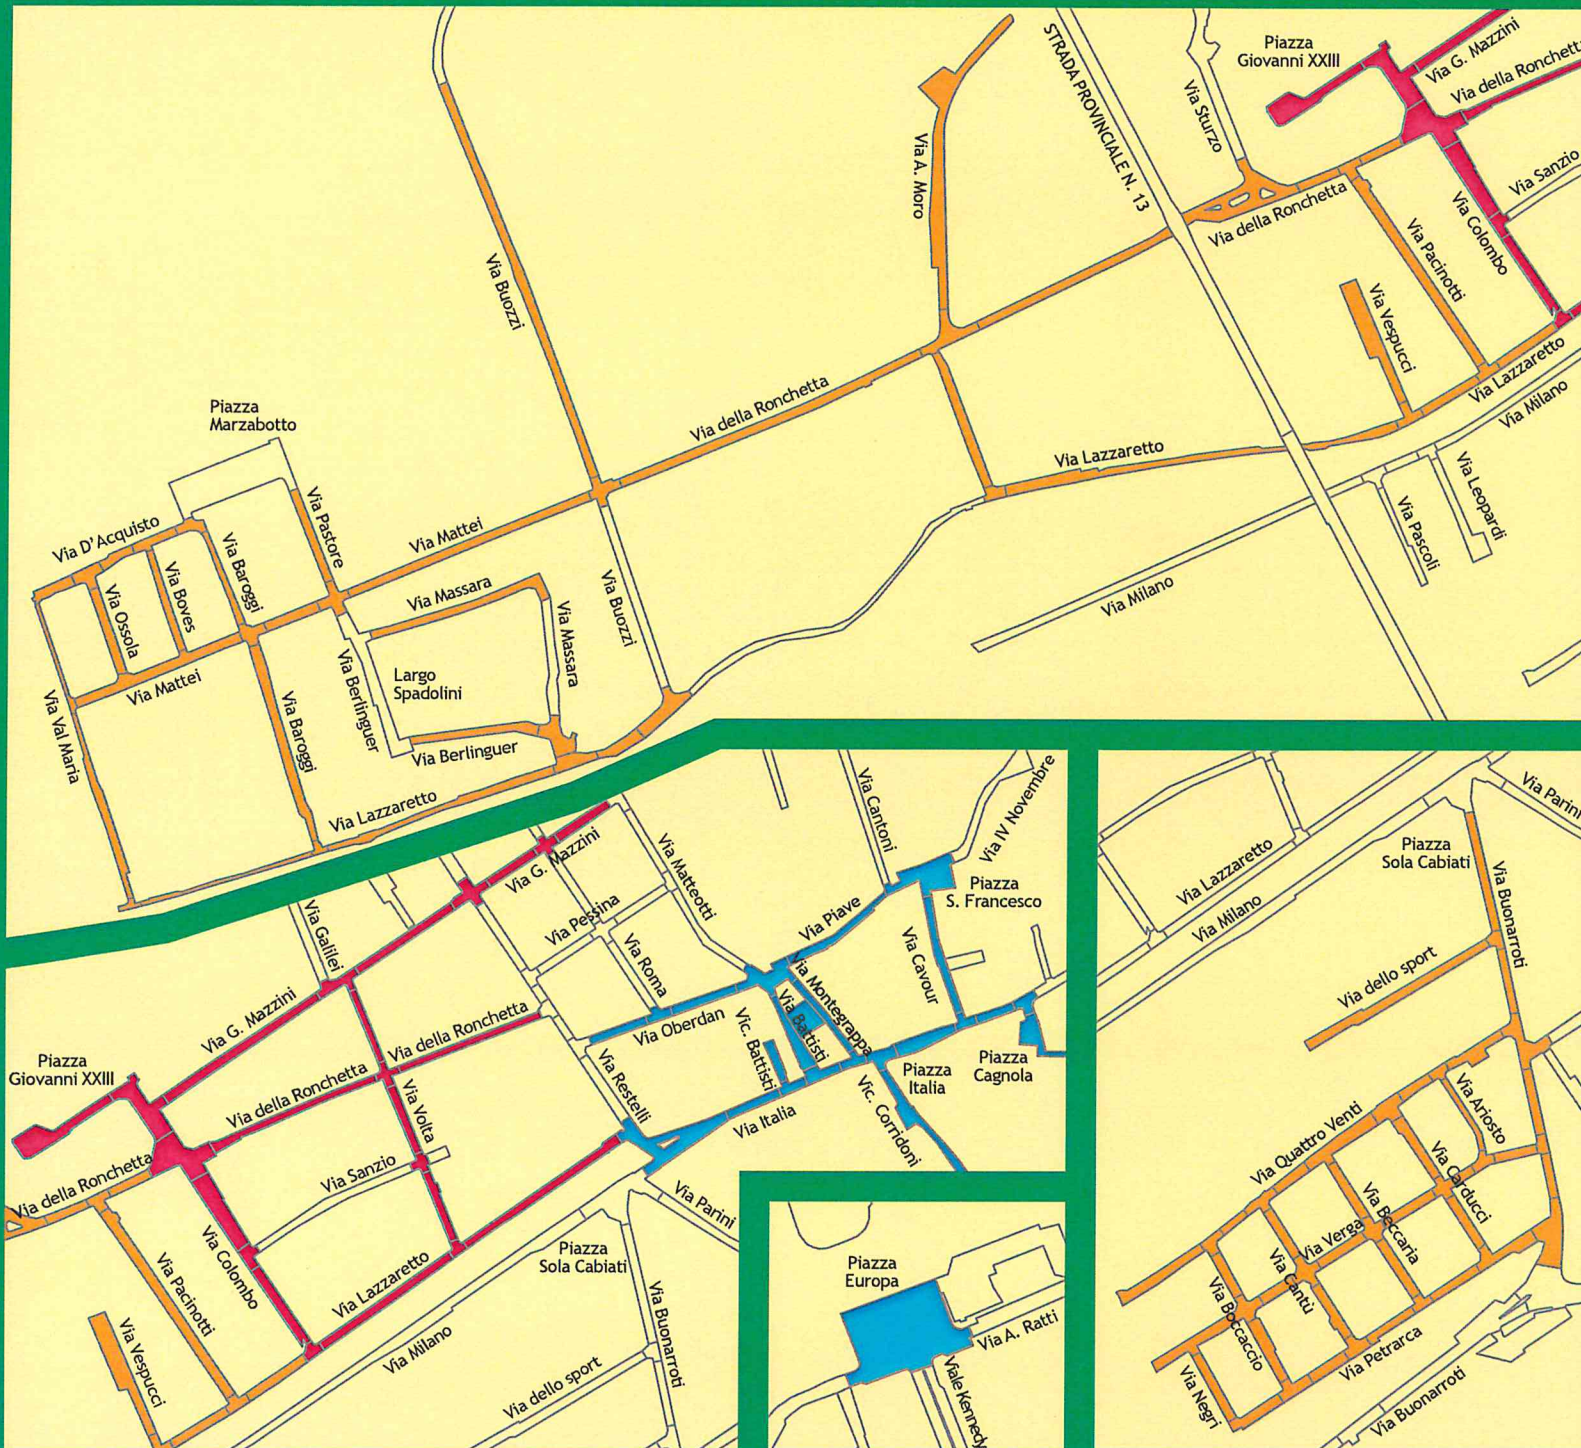 STRADA PROVINCIALE N. 13
Via Sturzo
Piazza
Giovanni XXIII
Via G. Mazzini
Via della Ronchetta
Via A. Moro
Via Sanzio
Via Colombo
Via della Ronchetta
Via Pacinotti
Via Buozzi
Via Vespucci
Via Lazzaretto
Via Milano
Via della Ronchetta
Piazza
Marzabotto
Via Lazzaretto
Via Leopardi
Via Pascoli
Via D'Acquisto
Via Pastore
Via Mattei
Via Baroggi
Via Boves
Via Ossola
Via Massara
Via Buozzi
Via Milano
Via Massara
Via Mattei
Via Berlinguer
Largo
Spadolini
Via Val Maria
Via Baroggi
Via Berlinguer
Via Lazzaretto
Via Cantoni
Via IV Novembre
Via Matteotti
Via G. Mazzini
Piazza
S. Francesco
Via Galilei
Via Pessina
Via Piave
Via Roma
Via Cavour
Via Montegrappa
Via G. Mazzini
Via della Ronchetta
Via Oberdan
Via Battisti
Vic. Battisti
Piazza
Giovanni XXIII
Via della Ronchetta
Via Restelli
Piazza
Italia
Piazza
Cagnola
Via Volta
Via Italia
Vic. Corridoni
Via della Ronchetta
Via Sanzio
Via Parini
Via Colombo
Piazza
Sola Cabiati
Via Pacinotti
Via Lazzaretto
Via Buonarroti
Via Vespucci
Via Milano
Via dello sport
Piazza
Europa
Via A. Ratti
Viale Kennedy
Via Parini
Via Lazzaretto
Piazza
Sola Cabiati
Via Milano
Via Buonarroti
Via dello sport
Via Quattro Venti
Via Ariosto
Via Carducci
Via Beccaria
Via Verga
Via Cantù
Via Boccaccio
Via Petrarca
Via Negri
Via Buonarroti